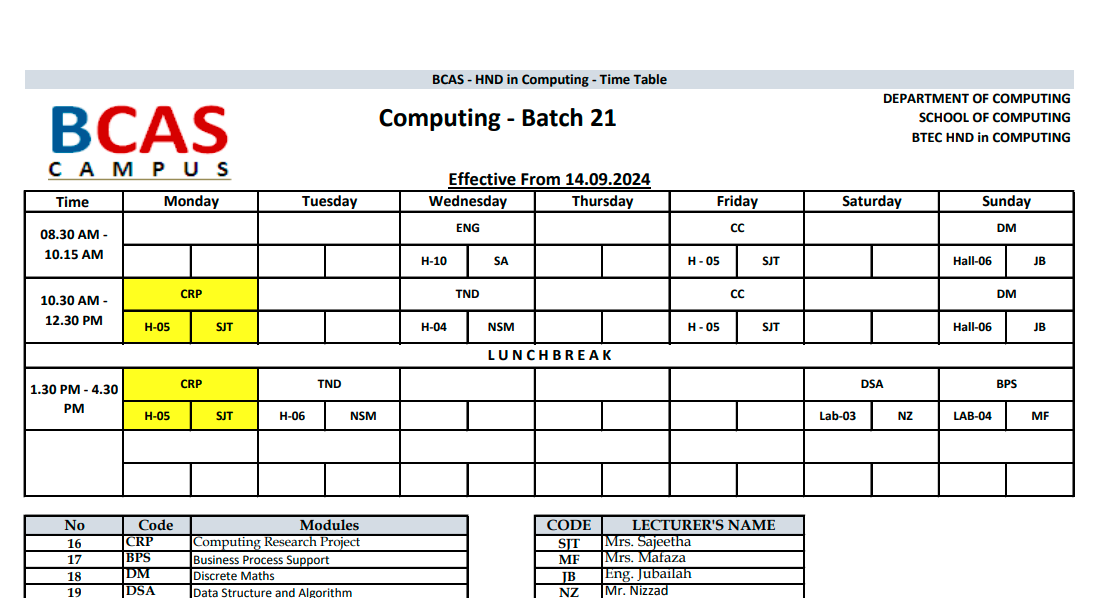 BCAS - HND in Computing - Time Table
BCAS
CAMPUS
Computing - Batch 21
DEPARTMENT OF COMPUTING
SCHOOL OF COMPUTING
BTEC HND in COMPUTING
Effective From 14.09.2024
Time Monday Tuesday Wednesday Thursday Friday Saturday Sunday
08.30 AM - 10.15 AM
ENG CC DM
H-10 SA H - 05 SJT Hall-06 JB
10.30 AM - 12.30 PM
CRP TND CC DM
H-05 SJT H-04 NSM H - 05 SJT Hall-06 JB
LUNCHBREAK
1.30 PM - 4.30 PM
CRP TND DSA BPS
H-05 SJT H-06 NSM Lab-03 NZ LAB-04 MF
No Code Modules
16 CRP Computing Research Project
17 BPS Business Process Support
18 DM Discrete Maths
19 DSA Data Structure and Algorithm
CODE LECTURER'S NAME
SJT Mrs. Sajeetha
MF Mrs. Mafaza
JB Eng. Jubailah
NZ Mr. Nizzad